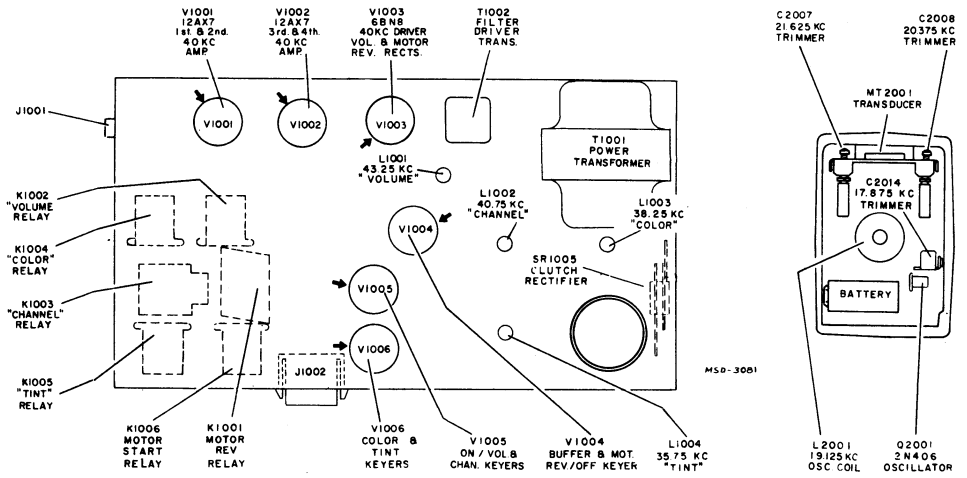 V1001
12AX7
1st. & 2nd.
40 KC
AMP.
V1002
12AX7
3rd. & 4th.
40 KC
AMP.
V1003
6BN8
40KC DRIVER
VOL. & MOTOR
REV. RECTS.
T1002
FILTER
DRIVER
TRANS.
C2007
21.625 KC
TRIMMER
C2008
20.375 KC
TRIMMER
MT2001
TRANSDUCER
J1001
V1001
V1002
V1003
T1001
POWER
TRANSFORMER
L1001
43.25 KC
"VOLUME"
K1002
"VOLUME
RELAY
L1002
40.75 KC
"CHANNEL"
L1003
38.25 KC
"COLOR"
C2014
17.875 KC
TRIMMER
K1004
"COLOR"
RELAY
V1004
SR1005
CLUTCH
RECTIFIER
K1003
"CHANNEL"
RELAY
V1005
BATTERY
V1006
K1005
"TINT"
RELAY
J1002
MSD-3081
K1006
MOTOR
START
RELAY
K1001
MOTOR
REV
RELAY
V1006
COLOR &
TINT
KEYERS
V1005
ON / VOL&
CHAN. KEYERS
V1004
BUFFER & MOT.
REV./OFF KEYER
L1004
35.75 KC
"TINT"
L2001
19.125KC
OSC. COIL
Q2001
2N406
OSCILLATOR